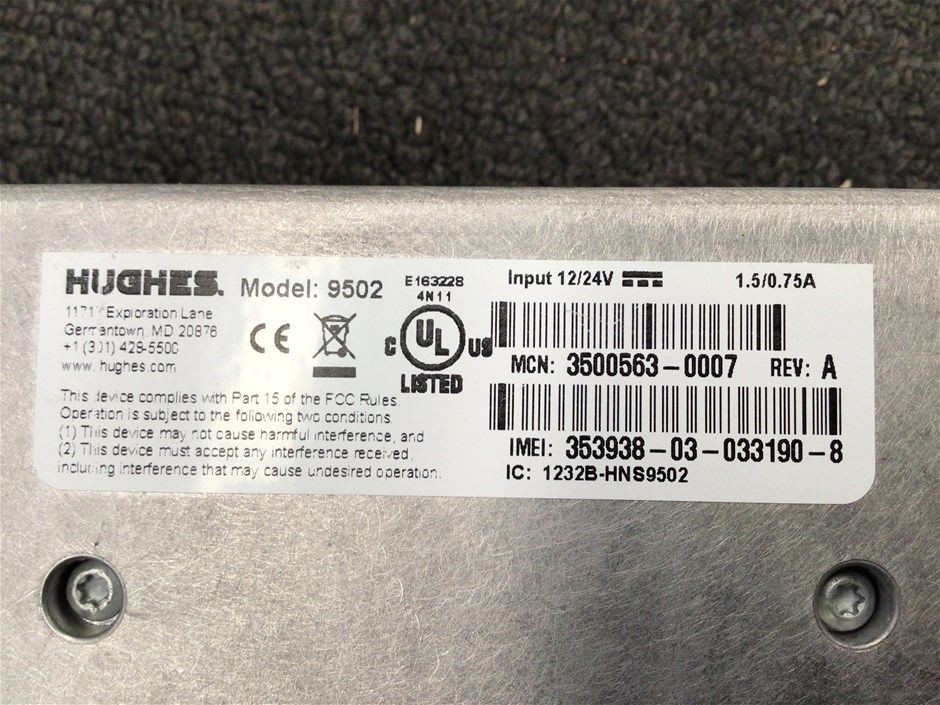 HUGHES. Model: 9502
Exploration Lane
Germantown, MD 20876
+1 (301) 428-5500
www.hughes.com
This device complies with Part 15 of the FCC Rules.
Operation is subject to the following two conditions.
(1) This device may not cause harmful interference, and
(2) This device must accept any interference received,
including interference that may cause undesired operation.
CE
E163228
4N11
C UL US
LISTED
Input 12/24V 1.5/0.75A
MCN: 3500563-0007 REV: A
IMEI: 353938-03-033190-8
IC: 1232B-HNS9502